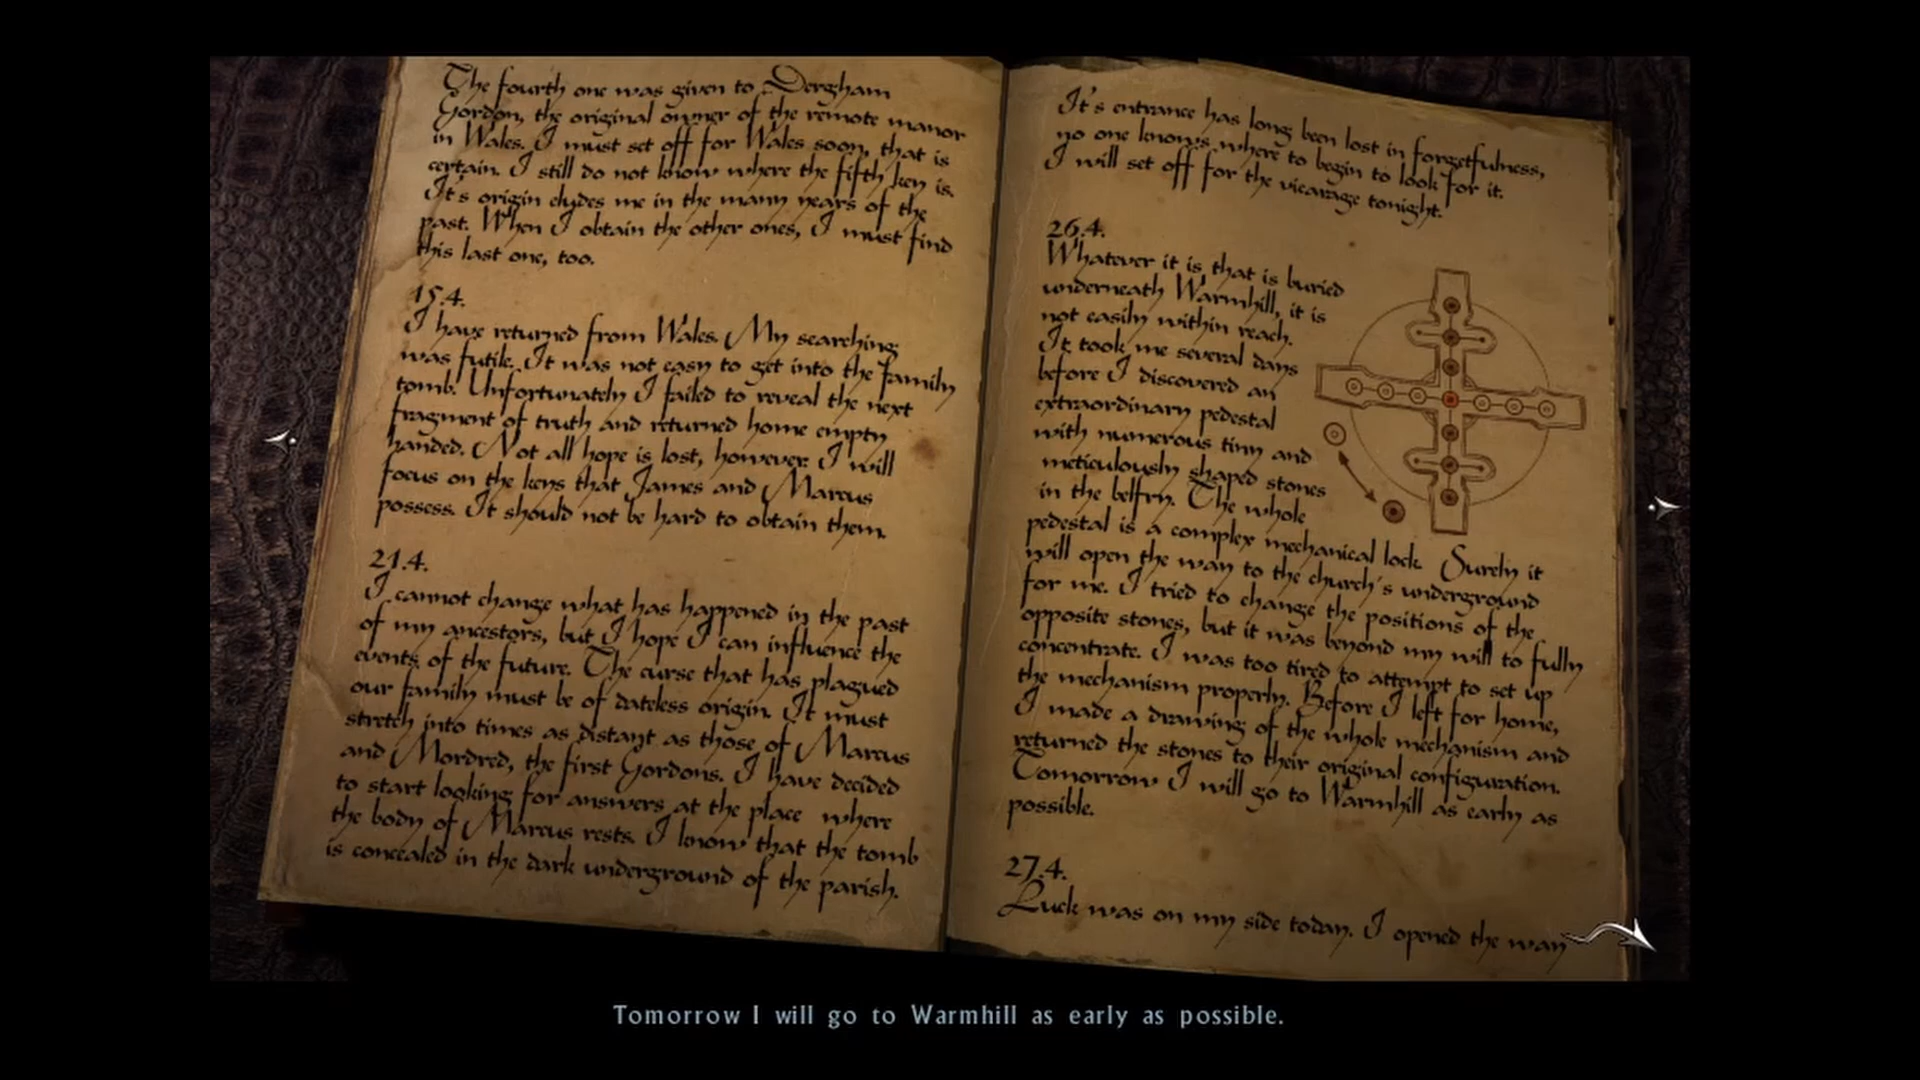 The fourth one was given to Dergham
Gordon, the original owner of the remote manor
in Wales. I must set off for Wales soon, that is
certain. I still do not know where the fifth key is.
It's origin eludes me in the many years of the
past. When I obtain the other ones, I must find
this last one, too.
15.4.
I have returned from Wales. My searching
was futile. It was not easy to get into the family
tomb. Unfortunately I failed to reveal the next
fragment of truth and returned home empty
handed. Not all hope is lost, however. I will
focus on the keys that James and Marcus
possess. It should not be hard to obtain them.
21.4.
I cannot change what has happened in the past
of my ancestors, but I hope I can influence the
events of the future. The curse that has plagued
our family must be of dateless origin. It must
stretch into times as distant as those of Marcus
and Mordred, the first Gordons. I have decided
to start looking for answers at the place where
the body of Marcus rests. I know that the tomb
is concealed in the dark underground of the parish.
It's entrance has long been lost in forgetfulness,
no one knows where to begin to look for it.
I will set off for the vicarage tonight.
26.4.
Whatever it is that is buried
underneath Warmhill, it is
not easily within reach.
It took me several days
before I discovered an
extraordinary pedestal
with numerous tiny and
meticulously shaped stones
in the belfry. The whole
pedestal is a complex mechanical lock. Surely it
will open the way to the church's underground
for me. I tried to change the positions of the
opposite stones, but it was beyond my will to fully
concentrate. I was too tired to attempt to set up
the mechanism properly. Before I left for home,
I made a drawing of the whole mechanism and
returned the stones to their original configuration.
Tomorrow I will go to Warmhill as early as
possible.
27.4.
Luck was on my side today. I opened the way
Tomorrow I will go to Warmhill as early as possible.